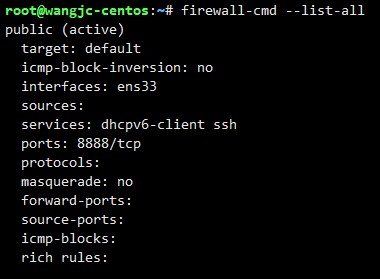 root@wangjc-centos:~# firewall-cmd --list-all
public (active)
  target: default
  icmp-block-inversion: no
  interfaces: ens33
  sources:
  services: dhcpv6-client ssh
  ports: 8888/tcp
  protocols:
  masquerade: no
  forward-ports:
  source-ports:
  icmp-blocks:
  rich rules: